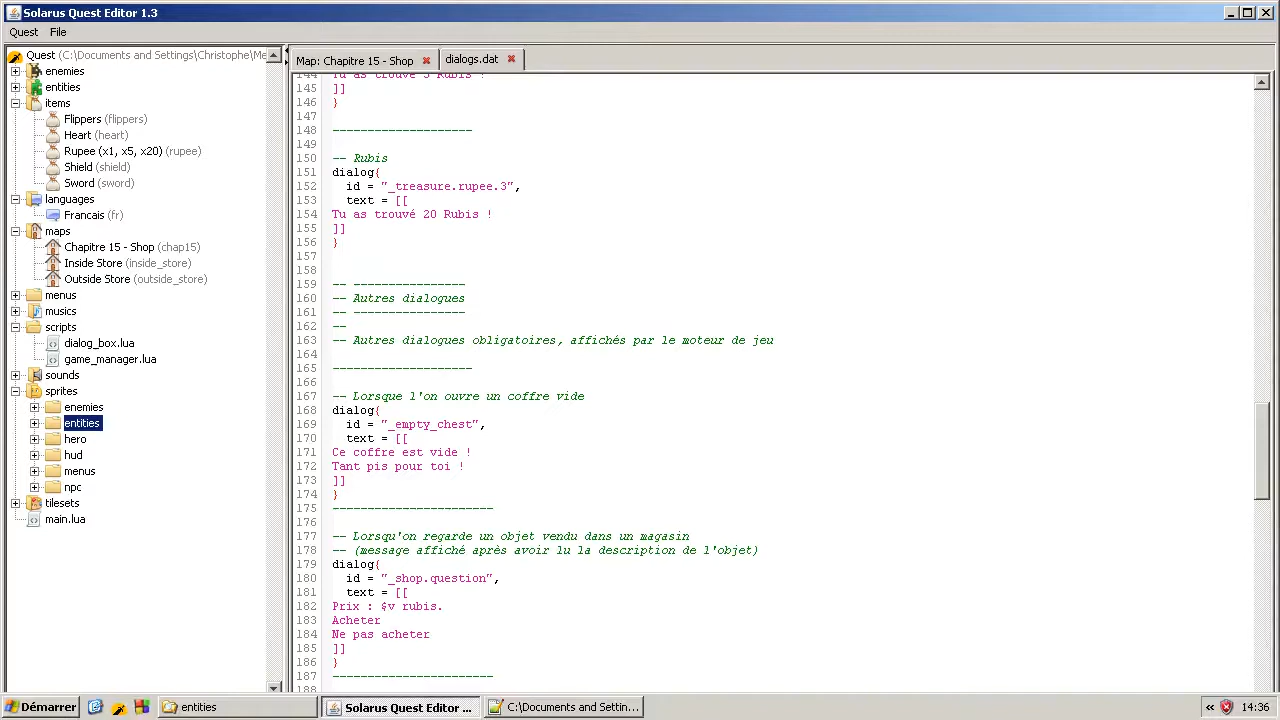 Solarus Quest Editor 1.3
Quest File
Quest (C:\Documents and Settings\Christophe\Me
enemies
entities
items
Flippers (flippers)
Heart (heart)
Rupee (x1, x5, x20) (rupee)
Shield (shield)
Sword (sword)
languages
Francais (fr)
maps
Chapitre 15 - Shop (chap15)
Inside Store (inside_store)
Outside Store (outside_store)
menus
musics
scripts
dialog_box.lua
game_manager.lua
sounds
sprites
enemies
entities
hero
hud
menus
npc
tilesets
main.lua
Map: Chapitre 15 - Shop
dialogs.dat
144 Tu as trouvé 5 Rubis !
145 ]]
146 }
147
148 --------------------
149
150 -- Rubis
151 dialog{
152 id = "_treasure.rupee.3",
153 text = [[
154 Tu as trouvé 20 Rubis !
155 ]]
156 }
157
158
159 -- ----------------
160 -- Autres dialogues
161 -- ----------------
162 --
163 -- Autres dialogues obligatoires, affichés par le moteur de jeu
164
165 --------------------
166
167 -- Lorsque l'on ouvre un coffre vide
168 dialog{
169 id = "_empty_chest",
170 text = [[
171 Ce coffre est vide !
172 Tant pis pour toi !
173 ]]
174 }
175 -----------------------
176
177 -- Lorsqu'on regarde un objet vendu dans un magasin
178 -- (message affiché après avoir lu la description de l'objet)
179 dialog{
180 id = "_shop.question",
181 text = [[
182 Prix : $v rubis.
183 Acheter
184 Ne pas acheter
185 ]]
186 }
187 -----------------------
188
Démarrer
entities
Solarus Quest Editor ...
C:\Documents and Settin...
«
14:36